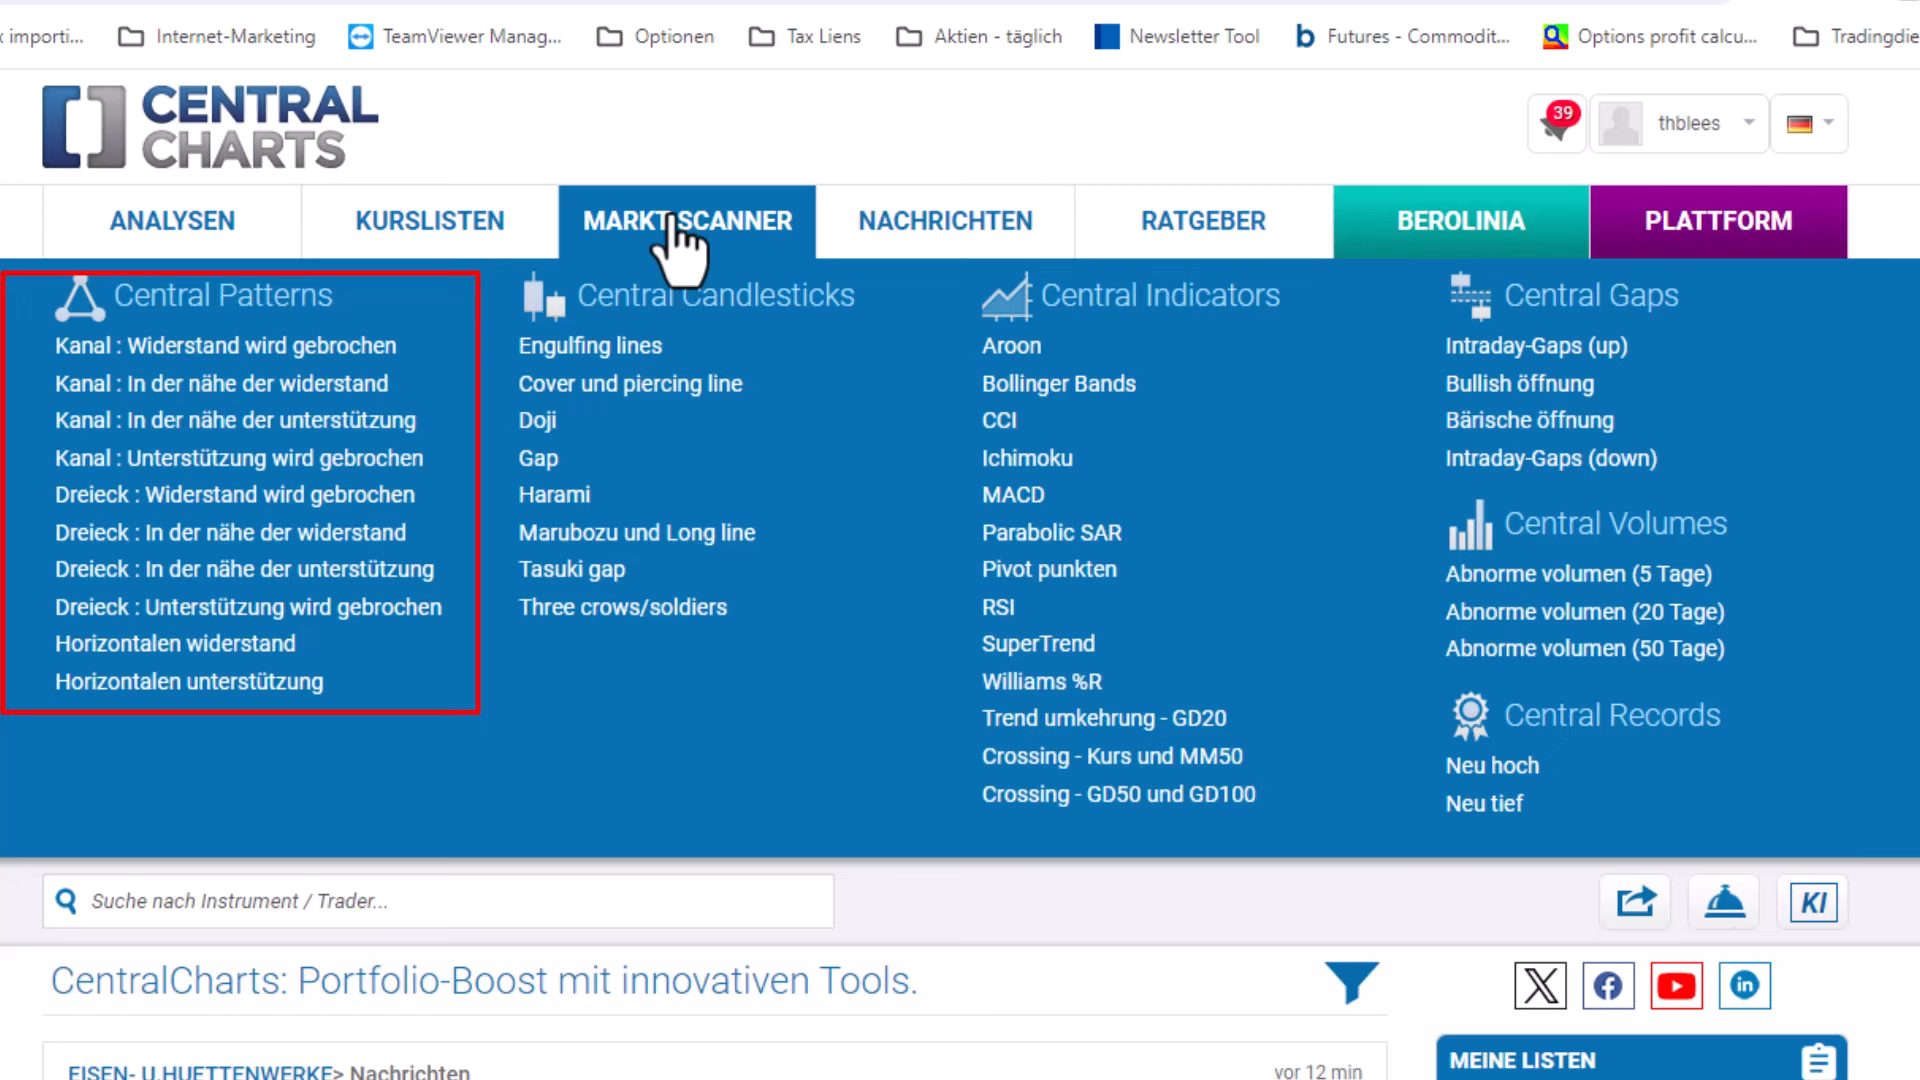 importi...
Internet-Marketing
TeamViewer Manag...
Optionen
Tax Liens
Aktien - täglich
Newsletter Tool
Futures - Commodit...
Options profit calcu...
Tradingdie
CENTRAL
CHARTS
39
thblees
ANALYSEN
KURSLISTEN
MARKT SCANNER
NACHRICHTEN
RATGEBER
BEROLINIA
PLATTFORM
Central Patterns
Kanal : Widerstand wird gebrochen
Kanal : In der nähe der widerstand
Kanal : In der nähe der unterstützung
Kanal : Unterstützung wird gebrochen
Dreieck : Widerstand wird gebrochen
Dreieck : In der nähe der widerstand
Dreieck : In der nähe der unterstützung
Dreieck : Unterstützung wird gebrochen
Horizontalen widerstand
Horizontalen unterstützung
Central Candlesticks
Engulfing lines
Cover und piercing line
Doji
Gap
Harami
Marubozu und Long line
Tasuki gap
Three crows/soldiers
Central Indicators
Aroon
Bollinger Bands
CCI
Ichimoku
MACD
Parabolic SAR
Pivot punkten
RSI
SuperTrend
Williams %R
Trend umkehrung - GD20
Crossing - Kurs und MM50
Crossing - GD50 und GD100
Central Gaps
Intraday-Gaps (up)
Bullish öffnung
Bärische öffnung
Intraday-Gaps (down)
Central Volumes
Abnorme volumen (5 Tage)
Abnorme volumen (20 Tage)
Abnorme volumen (50 Tage)
Central Records
Neu hoch
Neu tief
Suche nach Instrument / Trader...
KI
CentralCharts: Portfolio-Boost mit innovativen Tools.
EISEN- U.HUETTENWERKE> Nachrichten
vor 12 min
MEINE LISTEN